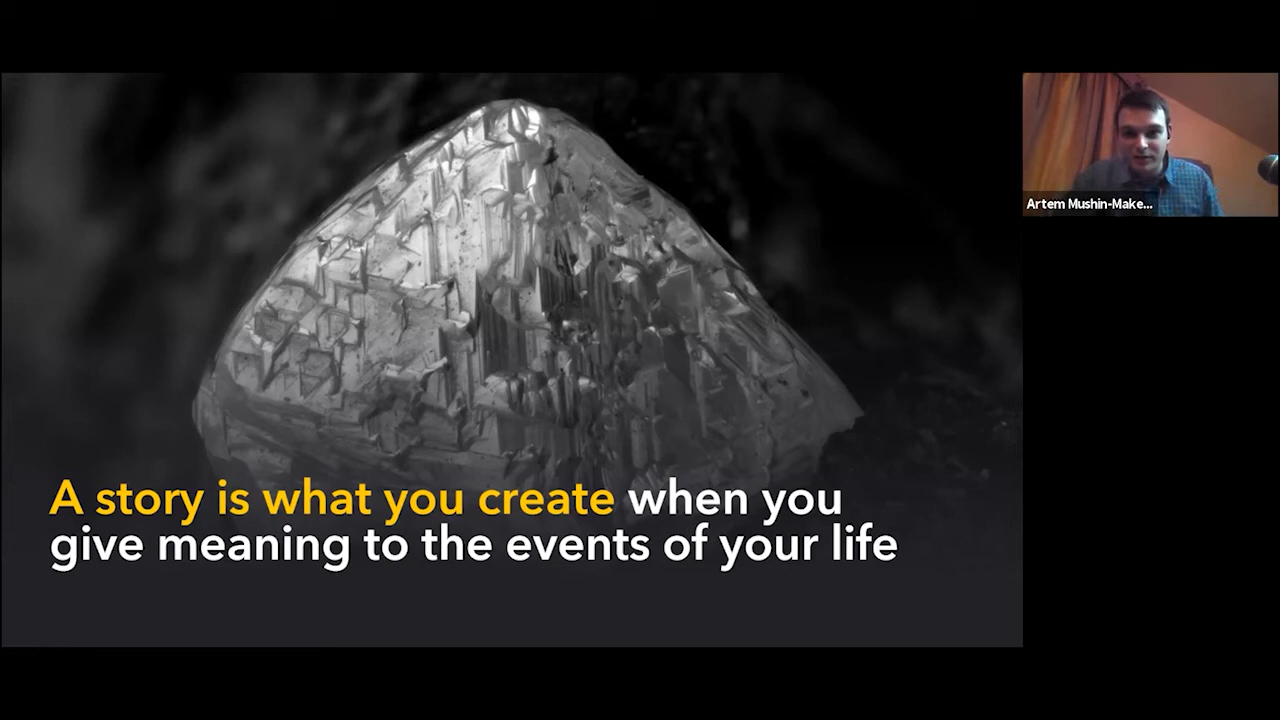 A story is what you create when you
give meaning to the events of your life
Artem Mushin-Make...